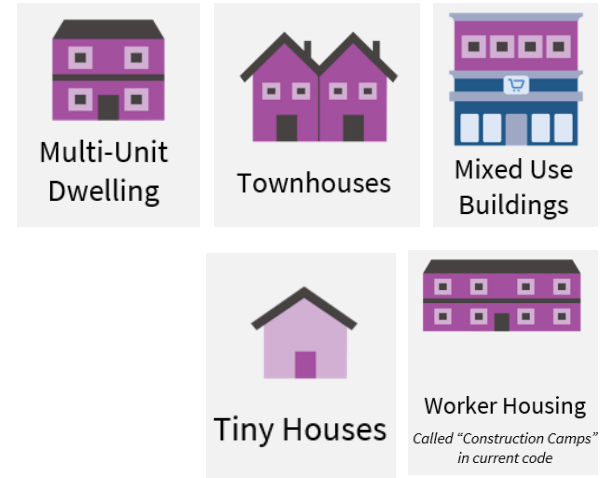 Multi-Unit
Dwelling
Townhouses
Mixed Use
Buildings
Tiny Houses
Worker Housing
Called “Construction Camps”
in current code